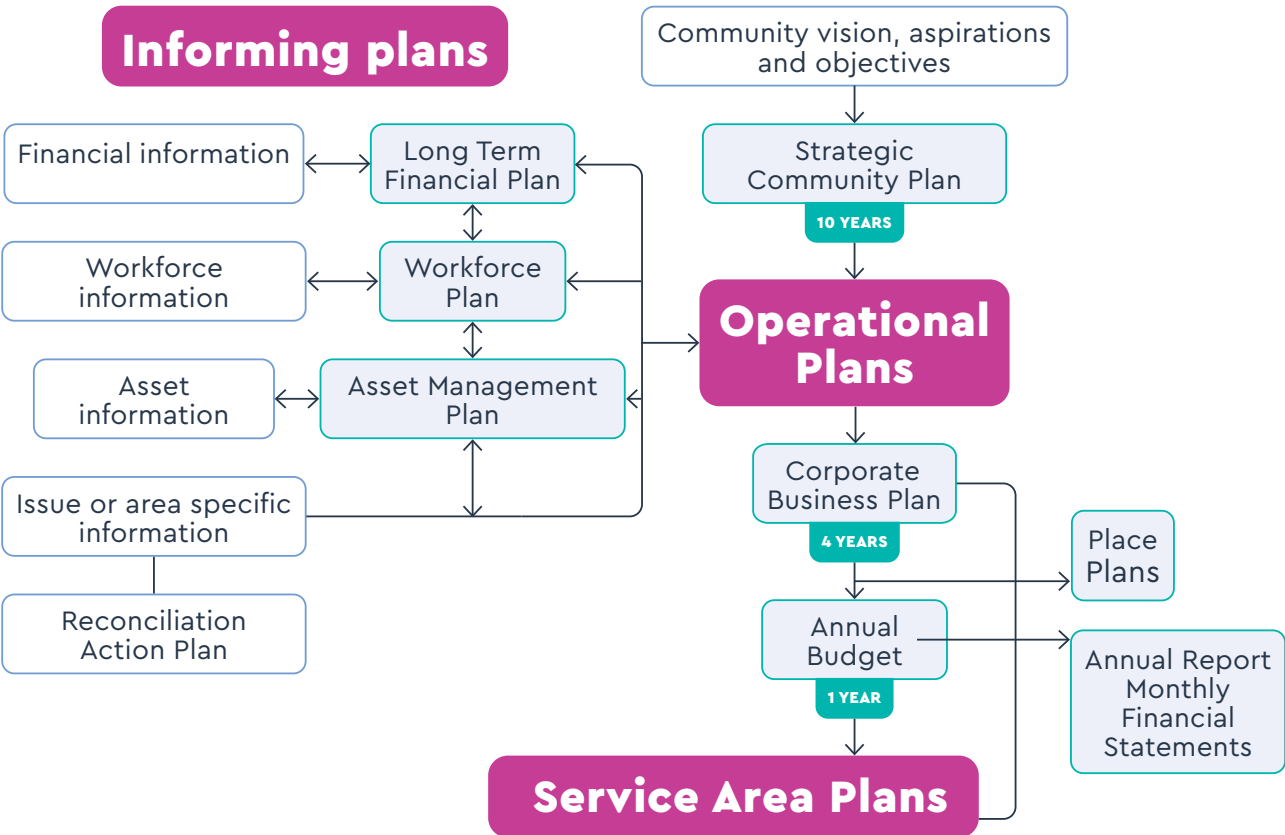 Informing plans
Community vision, aspirations
and objectives
Financial information
Long Term
Financial Plan
Strategic
Community Plan
10 YEARS
Workforce
information
Workforce
Plan
Operational
Plans
Asset
information
Asset Management
Plan
Corporate
Business Plan
4 YEARS
Issue or area specific
information
Place
Plans
Reconciliation
Action Plan
Annual
Budget
1 YEAR
Annual Report
Monthly
Financial
Statements
Service Area Plans